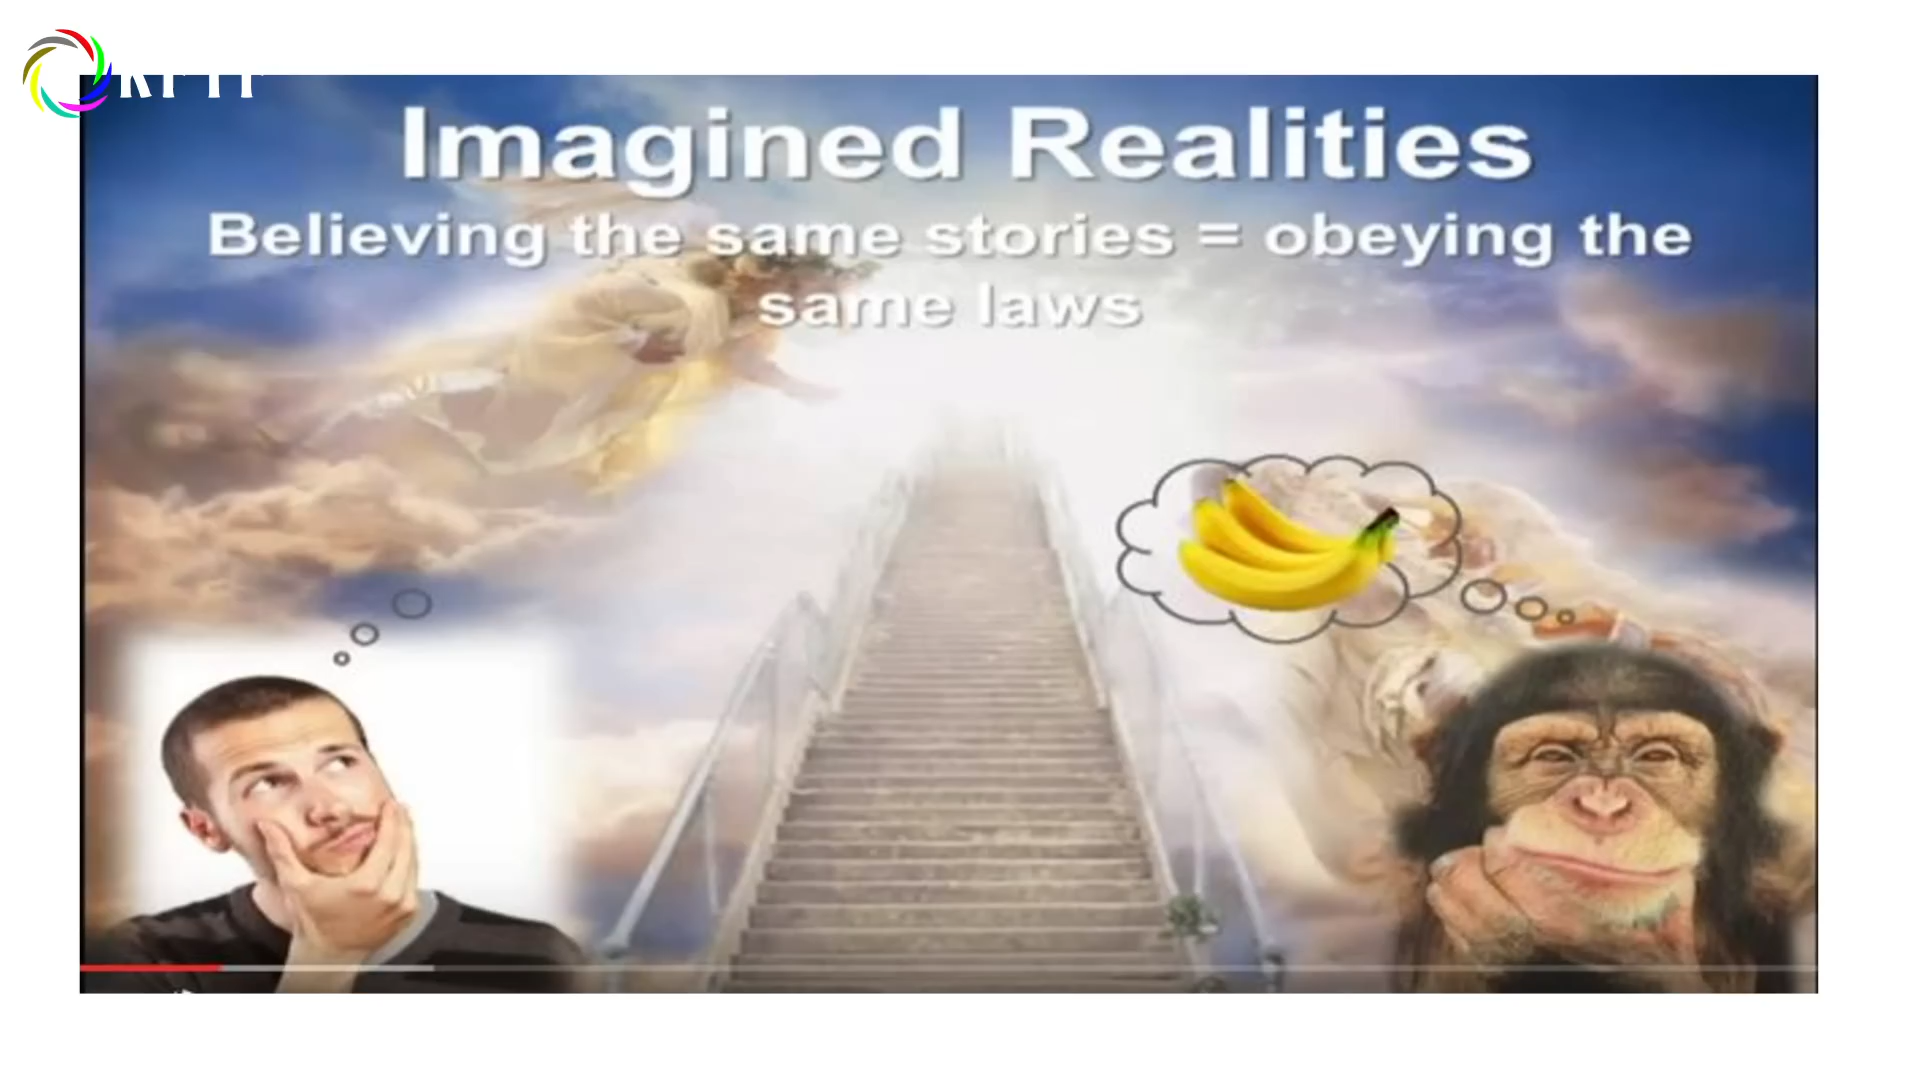 Imagined Realities
Believing the same stories = obeying the
same laws